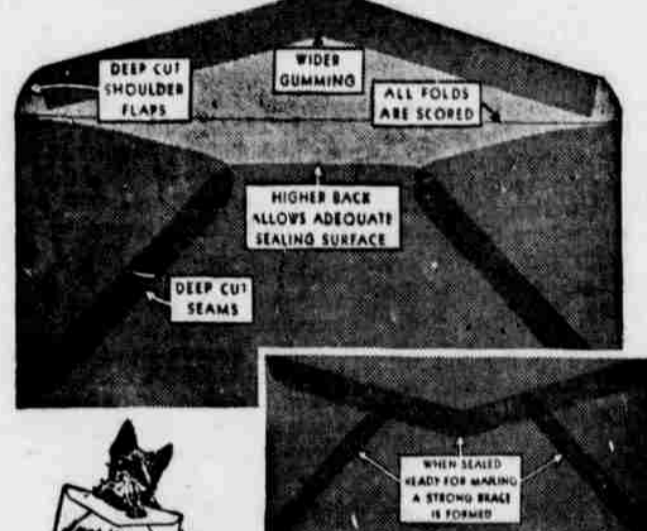 DEEP CUT
SHOULDER
FLAPS
WIDER
GUMMING
ALL FOLDS
ARE SCORED
HIGHER BACK
ALLOWS ADEQUATE
SEALING SURFACE
DEEP CUT
SEAMS
WHEN SEALED
READY FOR MAILING
A STRONG BRACE
IS FORMED